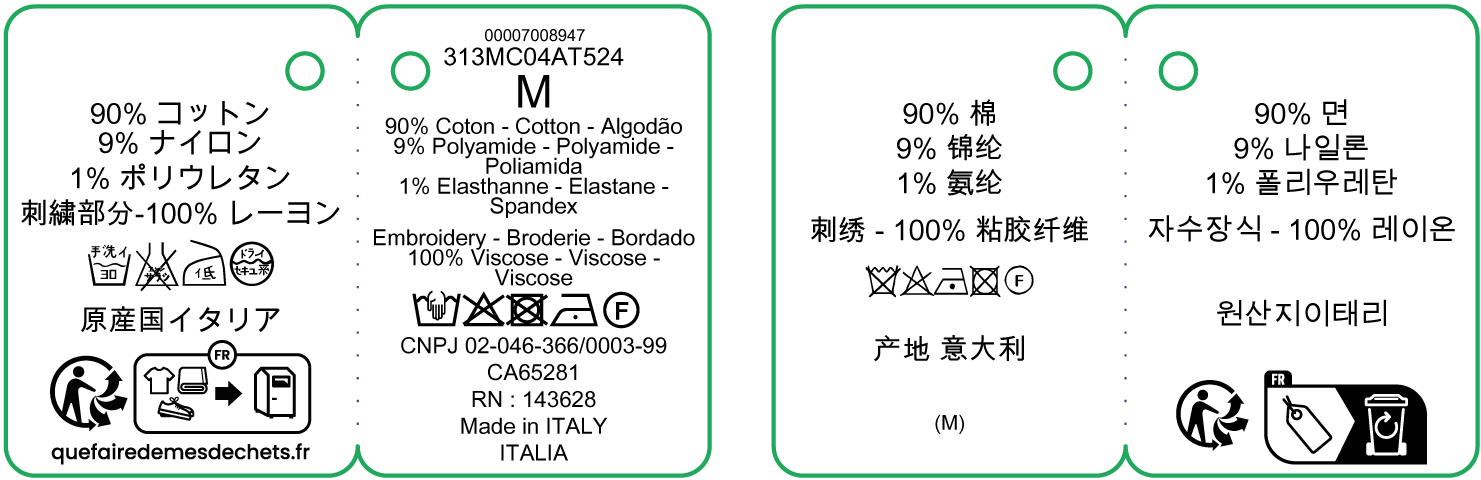 90% コットン
9% ナイロン
1% ポリウレタン
刺繍部分-100% レーヨン
手洗イ
30
サラシ
低
ドライ
セキユ系
原産国イタリア
FR
quefairedemesdechets.fr
00007008947
313MC04AT524
M
90% Coton - Cotton - Algodão
9% Polyamide - Polyamide -
Poliamida
1% Elasthanne - Elastane -
Spandex
Embroidery - Broderie - Bordado
100% Viscose - Viscose -
Viscose
F
CNPJ 02-046-366/0003-99
CA65281
RN : 143628
Made in ITALY
ITALIA
90% 棉
9% 锦纶
1% 氨纶
刺绣 - 100% 粘胶纤维
F
产地 意大利
(M)
90% 면
9% 나일론
1% 폴리우레탄
자수장식 - 100% 레이온
원산지이태리
FR